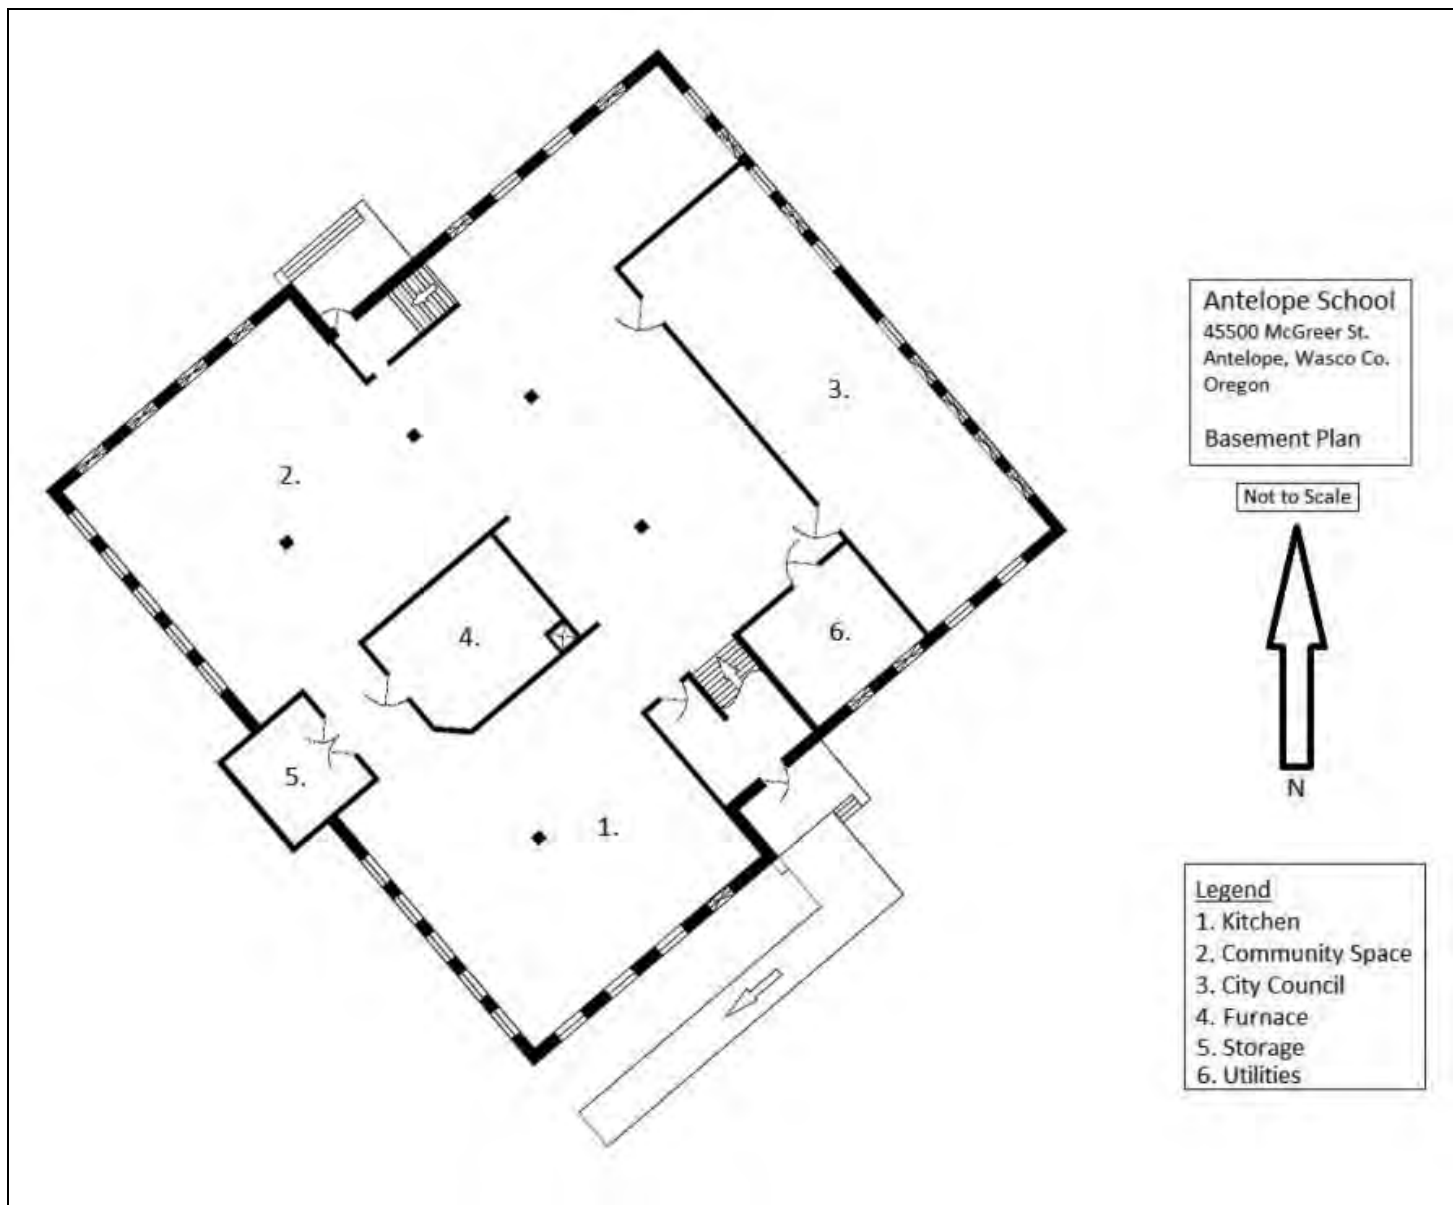 Antelope School
45500 McGreer St.
Antelope, Wasco Co.
Oregon
Basement Plan
Not to Scale
N
3.
2.
4.
6.
5.
1.
Legend
1. Kitchen
2. Community Space
3. City Council
4. Furnace
5. Storage
6. Utilities